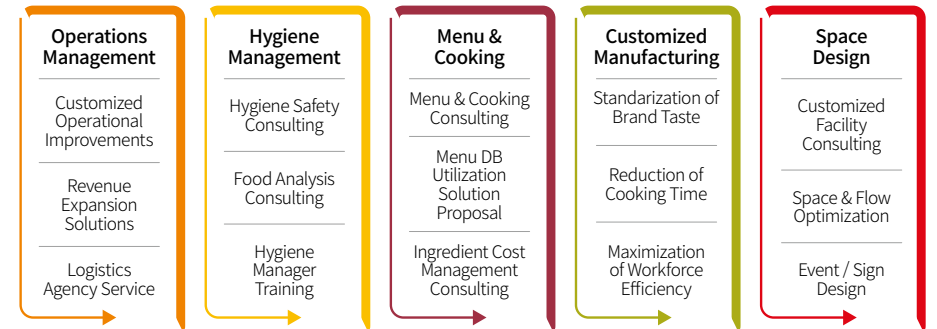 Operations
Management
Customized
Operational
Improvements
Revenue
Expansion
Solutions
Logistics
Agency Service
Hygiene
Management
Hygiene Safety
Consulting
Food Analysis
Consulting
Hygiene
Manager
Training
Menu &
Cooking
Menu & Cooking
Consulting
Menu DB
Utilization
Solution
Proposal
Ingredient Cost
Management
Consulting
Customized
Manufacturing
Standarization of
Brand Taste
Reduction of
Cooking Time
Maximization
of Workforce
Efficiency
Space
Design
Customized
Facility
Consulting
Space & Flow
Optimization
Event / Sign
Design